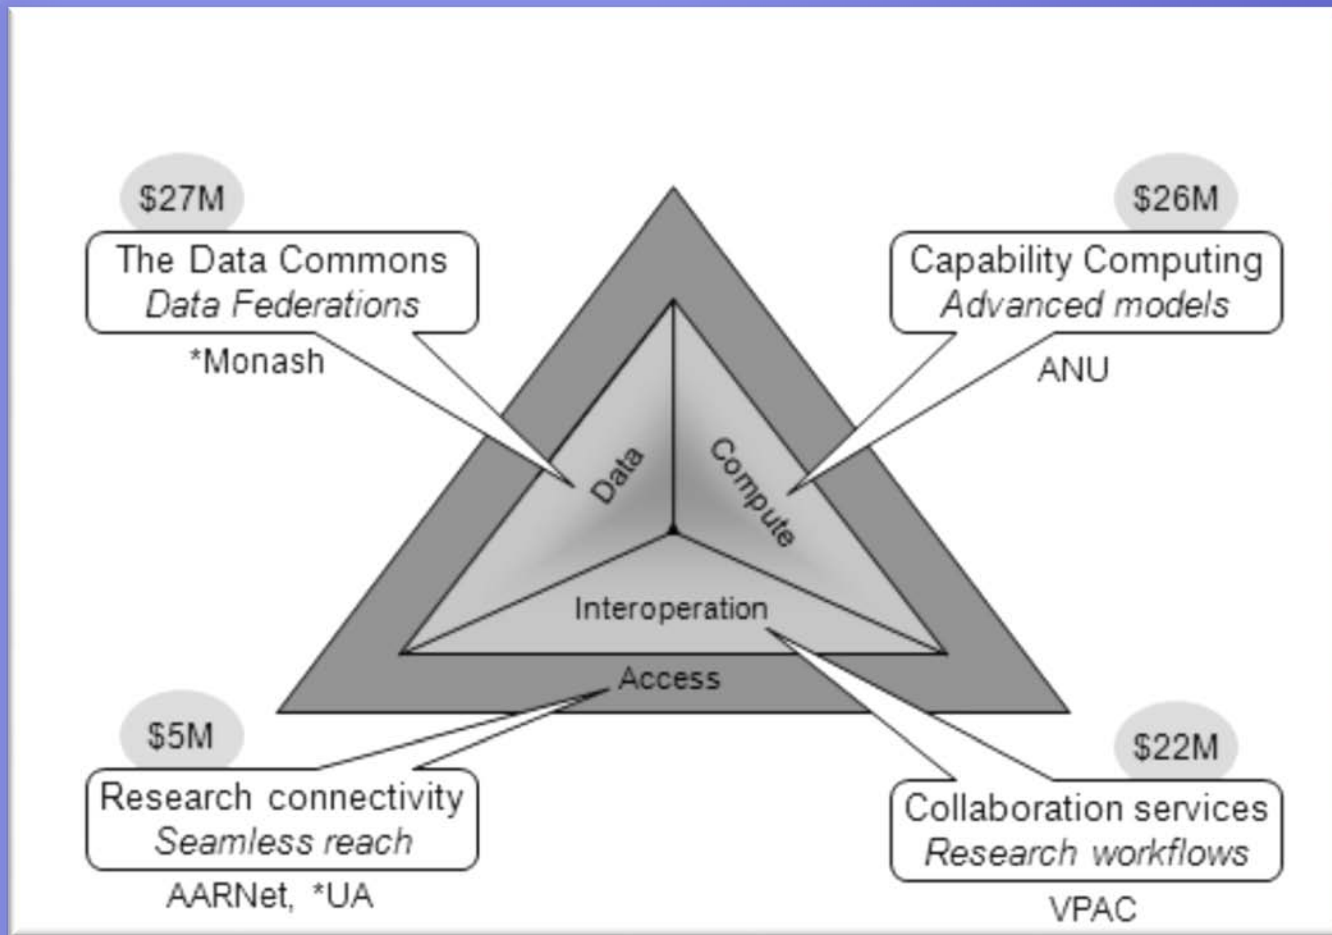 $27M
The Data Commons
Data Federations
*Monash
$26M
Capability Computing
Advanced models
ANU
Data
Compute
Interoperation
Access
$5M
Research connectivity
Seamless reach
AARNet, *UA
$22M
Collaboration services
Research workflows
VPAC